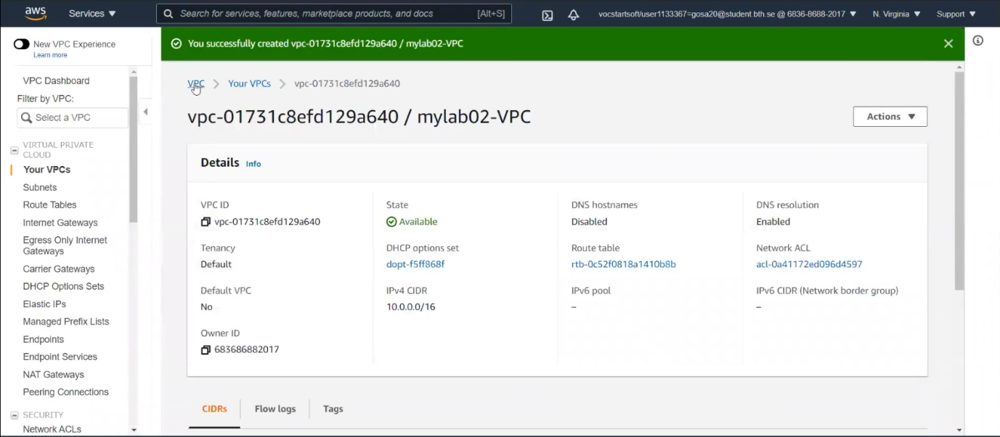 aws Services ▼ Search for services, features, marketplace products, and docs [Alt+S] vocstartsoft/user1133367=gosa20@student.bth.se @ 6836-8688-2017 ▼ N. Virginia ▼ Support ▼
New VPC Experience
Learn more
You successfully created vpc-01731c8efd129a640 / mylab02-VPC
VPC Dashboard
Filter by VPC:
Select a VPC
VIRTUAL PRIVATE
CLOUD
Your VPCs
Subnets
Route Tables
Internet Gateways
Egress Only Internet
Gateways
Carrier Gateways
DHCP Options Sets
Elastic IPs
Managed Prefix Lists
Endpoints
Endpoint Services
NAT Gateways
Peering Connections
SECURITY
Network ACLs
VPC > Your VPCs > vpc-01731c8efd129a640
vpc-01731c8efd129a640 / mylab02-VPC
Actions ▼
Details Info
VPC ID
vpc-01731c8efd129a640
State
Available
DNS hostnames
Disabled
DNS resolution
Enabled
Tenancy
Default
DHCP options set
dopt-f5ff868f
Route table
rtb-0c52f0818a1410b8b
Network ACL
acl-0a41172ed096d4597
Default VPC
No
IPv4 CIDR
10.0.0.0/16
IPv6 pool
–
IPv6 CIDR (Network border group)
–
Owner ID
683686882017
CIDRs Flow logs Tags